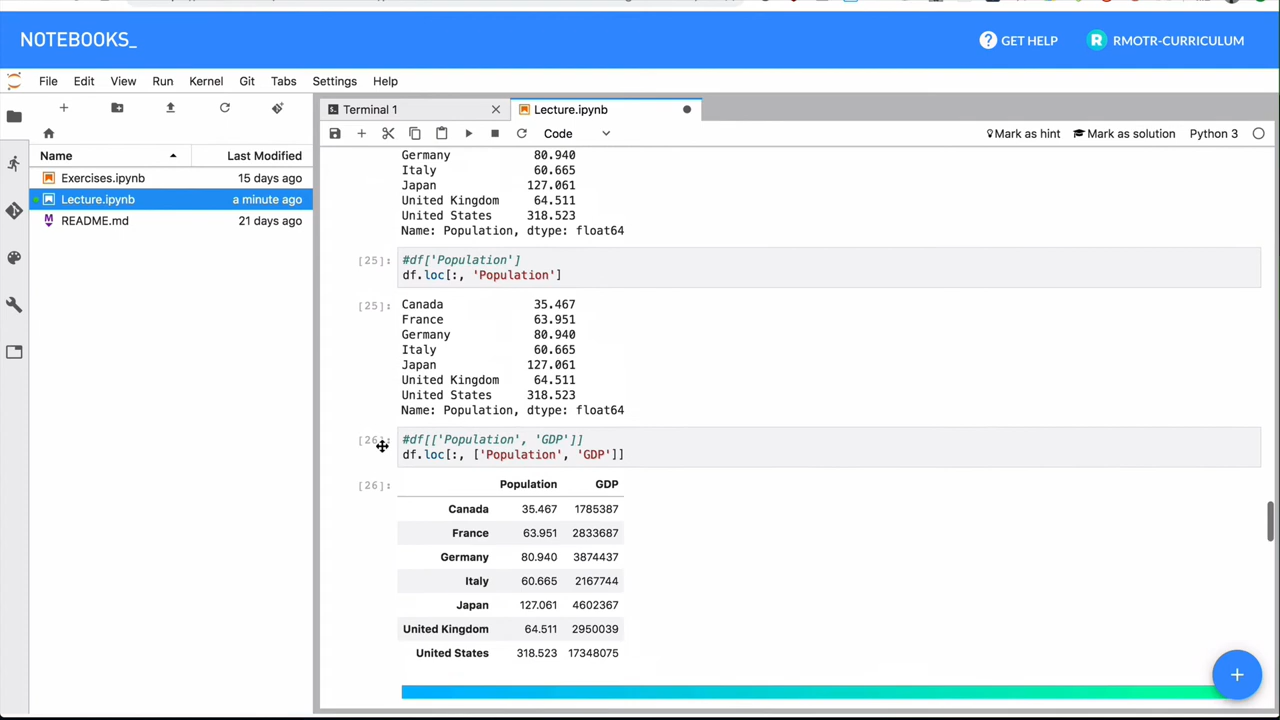 NOTEBOOKS_
GET HELP
R RMOTR-CURRICULUM
File Edit View Run Kernel Git Tabs Settings Help
Terminal 1
Lecture.ipynb
Code
Mark as hint
Mark as solution
Python 3
Name Last Modified
Exercises.ipynb 15 days ago
Lecture.ipynb a minute ago
README.md 21 days ago
Germany 80.940
Italy 60.665
Japan 127.061
United Kingdom 64.511
United States 318.523
Name: Population, dtype: float64
[25]: #df['Population']
df.loc[:, 'Population']
[25]: Canada 35.467
France 63.951
Germany 80.940
Italy 60.665
Japan 127.061
United Kingdom 64.511
United States 318.523
Name: Population, dtype: float64
[26]: #df[['Population', 'GDP']]
df.loc[:, ['Population', 'GDP']]
[26]: Population GDP
Canada 35.467 1785387
France 63.951 2833687
Germany 80.940 3874437
Italy 60.665 2167744
Japan 127.061 4602367
United Kingdom 64.511 2950039
United States 318.523 17348075